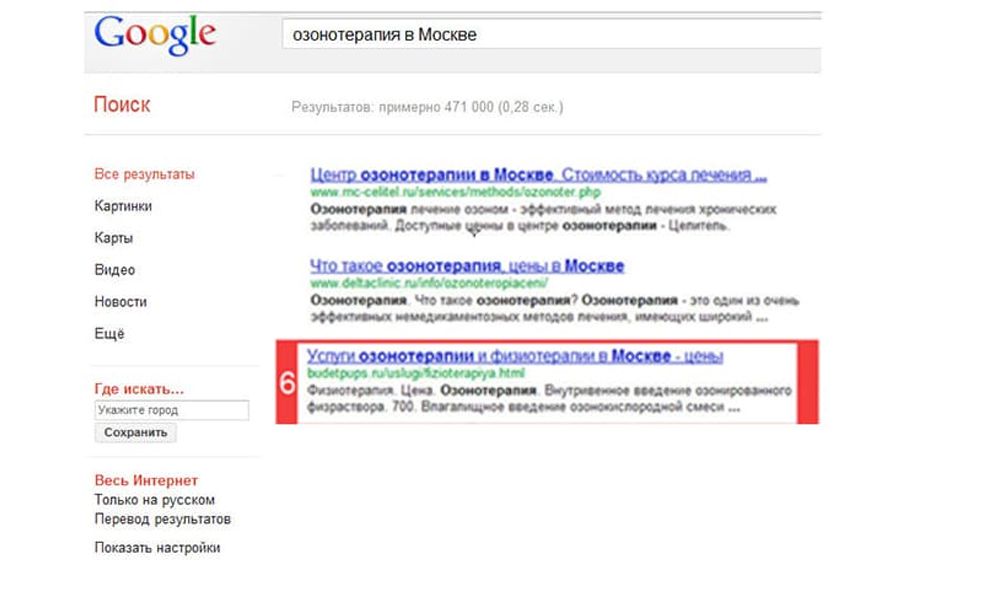 Google
озонотерапия в Москве
Поиск
Результатов: примерно 471 000 (0,28 сек.)
Все результаты
Картинки
Карты
Видео
Новости
Ещё
Где искать...
Укажите город
Сохранить
Весь Интернет
Только на русском
Перевод результатов
Показать настройки
Центр озонотерапии в Москве. Стоимость курса лечения ...
www.mc-celitel.ru/services/methods/ozonoter.php
Озонотерапия лечение озоном - эффективный метод лечения хронических
заболеваний. Доступные цены в центре озонотерапии - Целитель.
Что такое озонотерапия, цены в Москве
www.deltaclinic.ru/info/ozonoteropiaceni/
Озонотерапия. Что такое озонотерапия? Озонотерапия - это один из очень
эффективных немедикаментозных методов лечения, имеющих широкий ...
6
Услуги озонотерапии и физиотерапии в Москве - цены
budetpups.ru/uslugi/fizioterapiya.html
Физиотерапия. Цена. Озонотерапия. Внутривенное введение озонированного
физраствора. 700. Влагалищное введение озонокислородной смеси ...